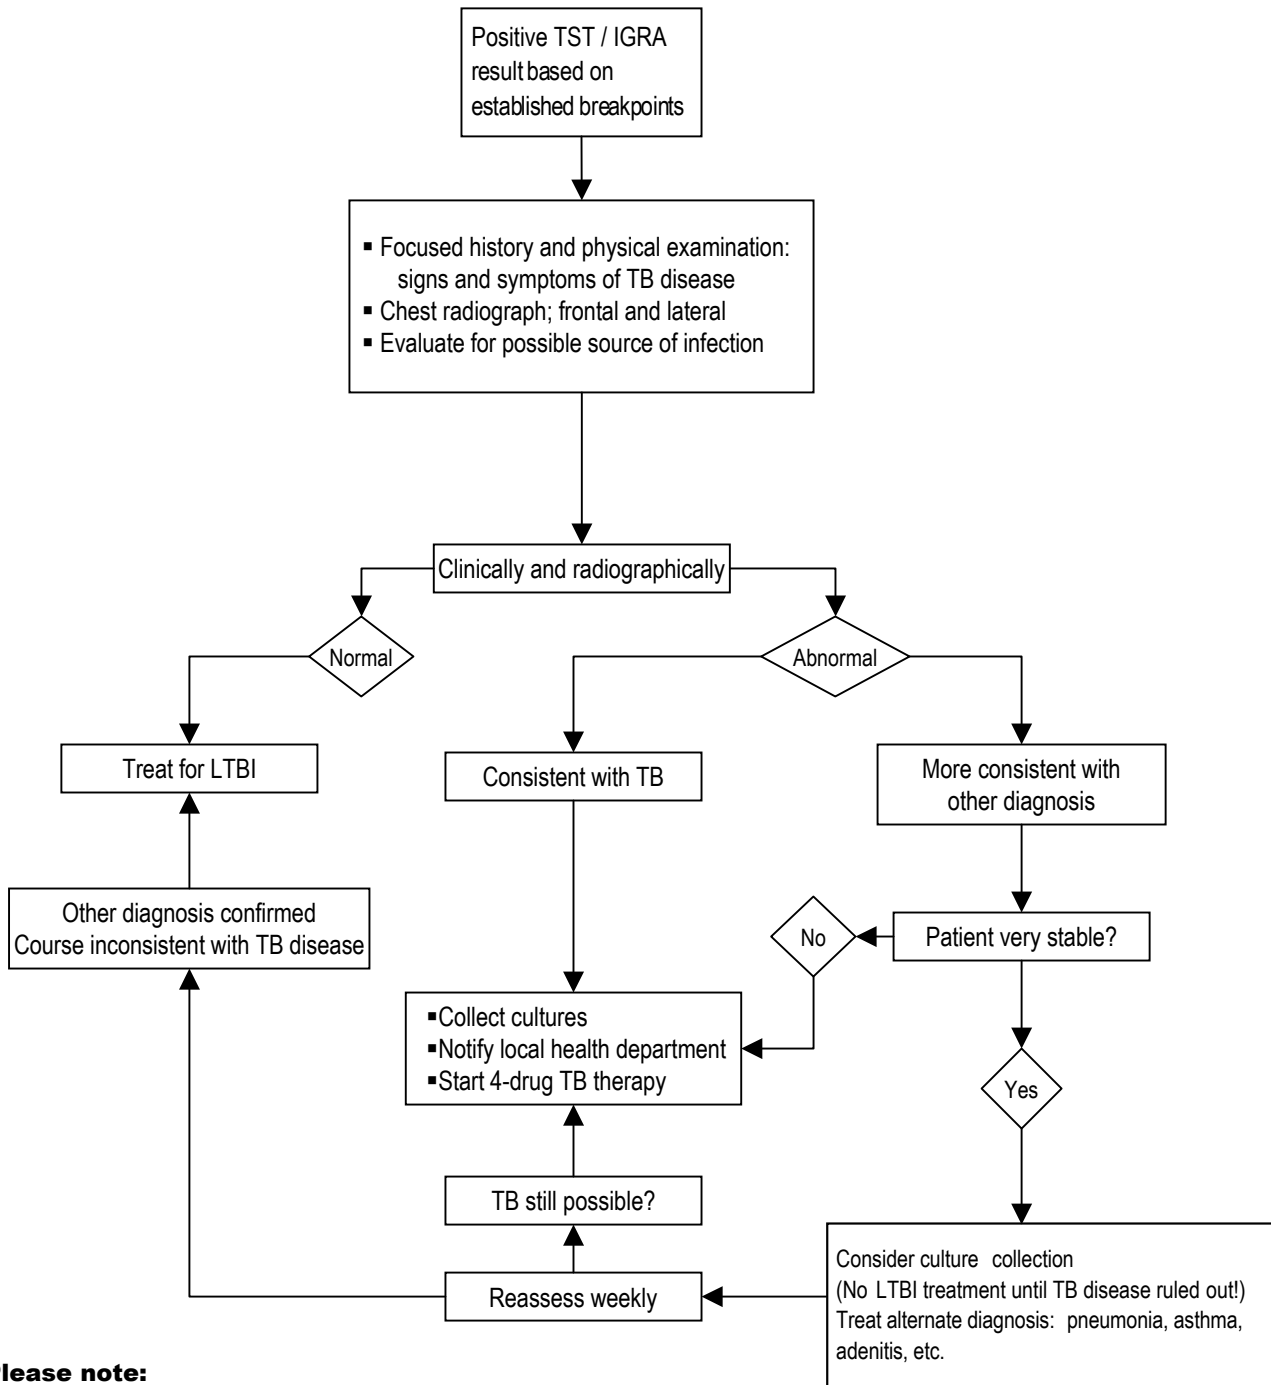 Positive TST / IGRA
result based on
established breakpoints
▪ Focused history and physical examination:
signs and symptoms of TB disease
▪ Chest radiograph; frontal and lateral
▪ Evaluate for possible source of infection
Clinically and radiographically
Normal
Abnormal
Treat for LTBI
Consistent with TB
More consistent with
other diagnosis
Other diagnosis confirmed
Course inconsistent with TB disease
No
Patient very stable?
▪Collect cultures
▪Notify local health department
▪Start 4-drug TB therapy
Yes
TB still possible?
Reassess weekly
Consider culture collection
(No LTBI treatment until TB disease ruled out!)
Treat alternate diagnosis: pneumonia, asthma,
adenitis, etc.
Please note: